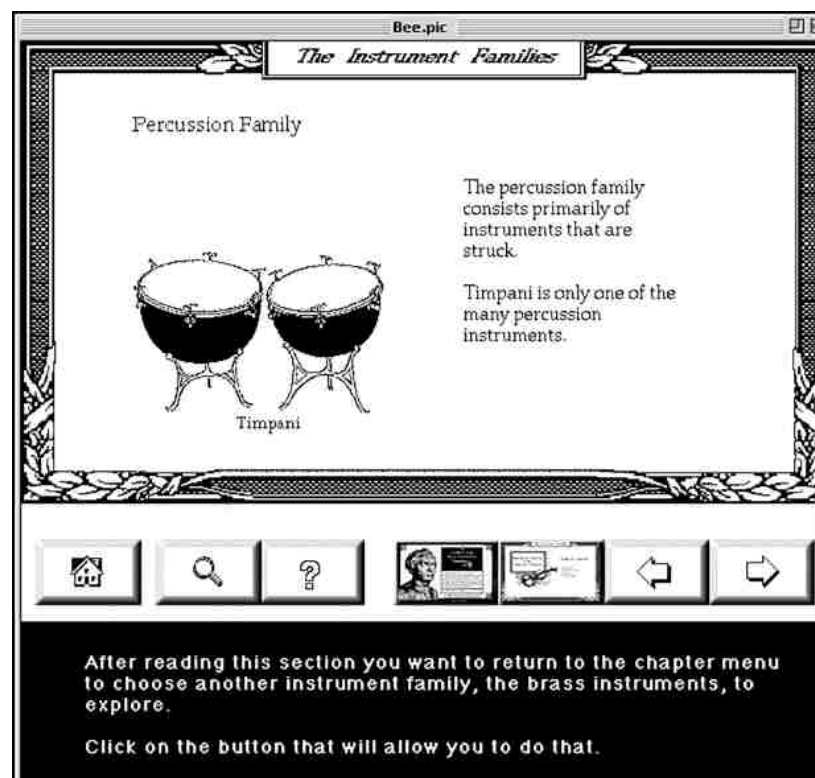 Bee.pic
The Instrument Families
Percussion Family
The percussion family
consists primarily of
instruments that are
struck.
Timpani is only one of the
many percussion
instruments.
Timpani
?
After reading this section you want to return to the chapter menu
to choose another instrument family, the brass instruments, to
explore.
Click on the button that will allow you to do that.